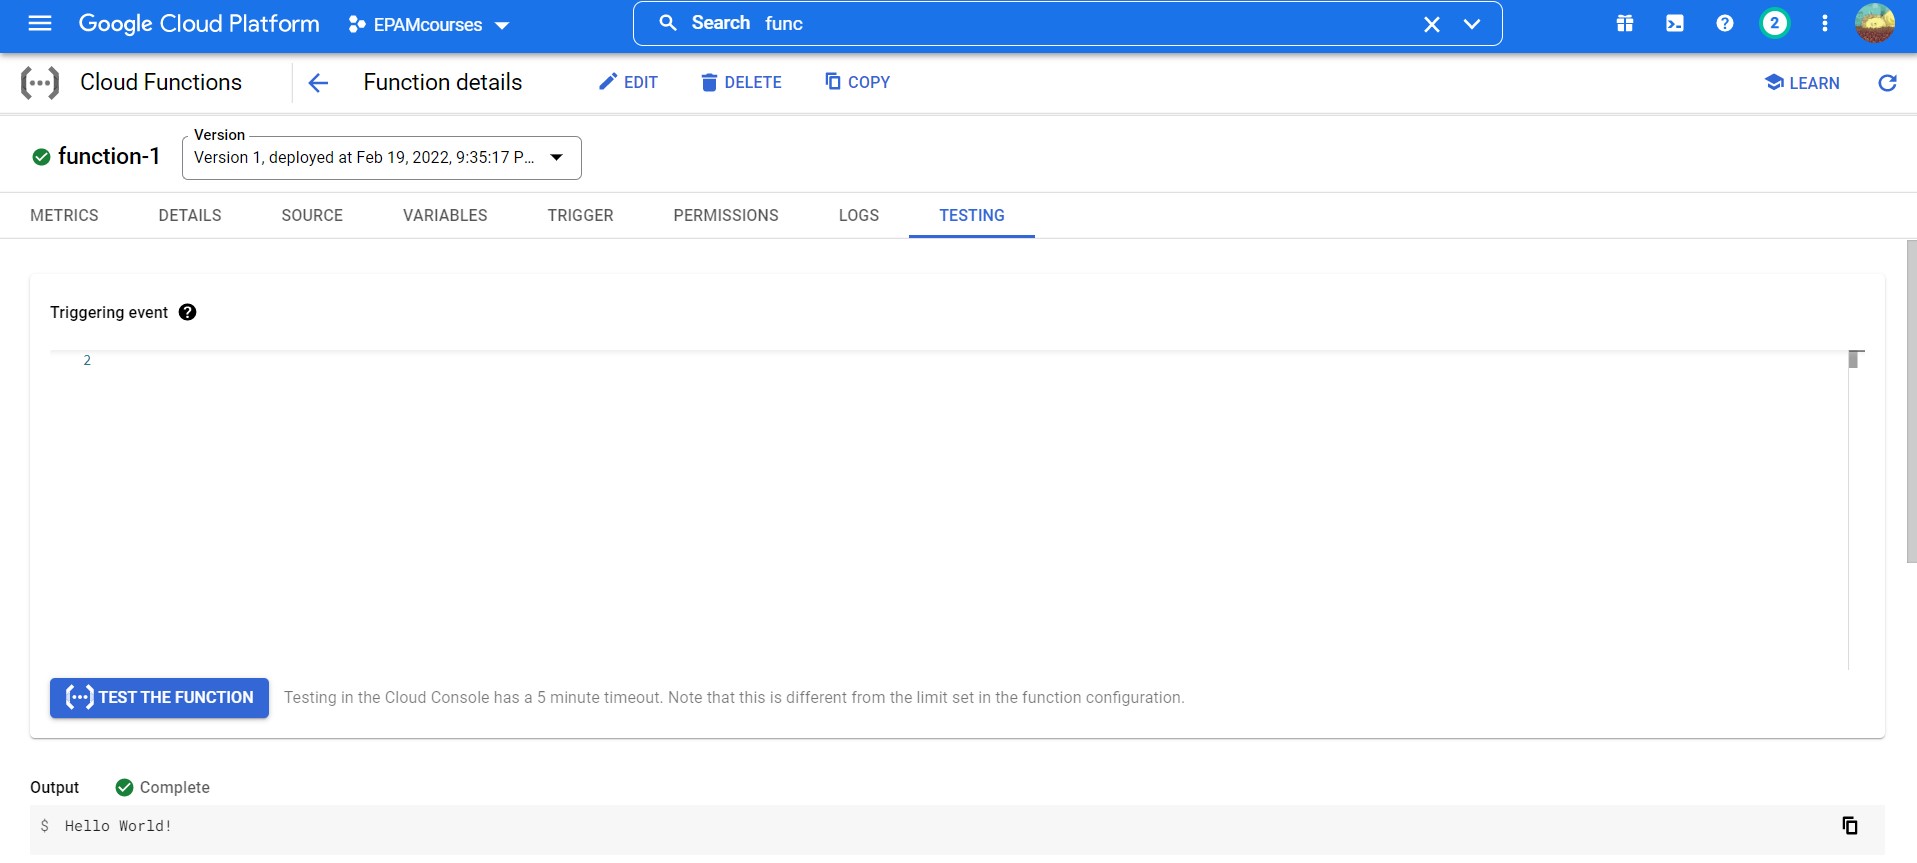 Google Cloud Platform EPAMcourses Search func 2
Cloud Functions Function details EDIT DELETE COPY LEARN
Version
function-1 Version 1, deployed at Feb 19, 2022, 9:35:17 P...
METRICS DETAILS SOURCE VARIABLES TRIGGER PERMISSIONS LOGS TESTING
Triggering event
2
TEST THE FUNCTION Testing in the Cloud Console has a 5 minute timeout. Note that this is different from the limit set in the function configuration.
Output Complete
$ Hello World!